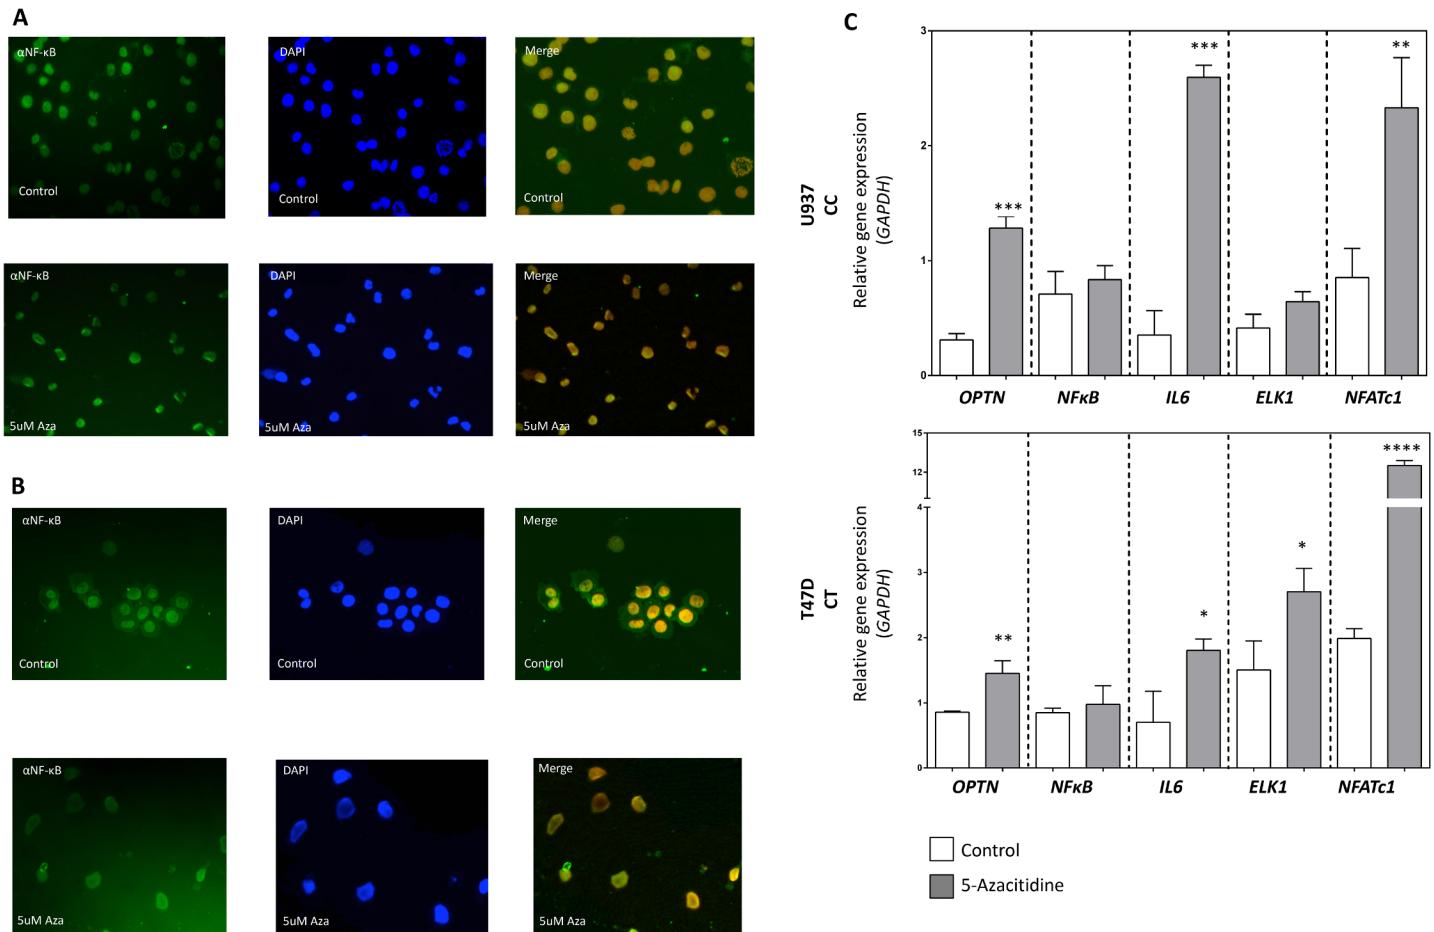 A
αNF-κB
DAPI
Merge
Control
Control
Control
αNF-κB
DAPI
Merge
5uM Aza
5uM Aza
5uM Aza
B
αNF-κB
DAPI
Merge
Control
Control
Control
αNF-κB
DAPI
Merge
5uM Aza
5uM Aza
5uM Aza
C
U937
CC
Relative gene expression
(GAPDH)
3
2
1
0
***
***
**
OPTN NFκB IL6 ELK1 NFATc1
T47D
CT
Relative gene expression
(GAPDH)
15
12
4
3
2
1
0
**
*
*
****
OPTN NFκB IL6 ELK1 NFATc1
Control
5-Azacitidine